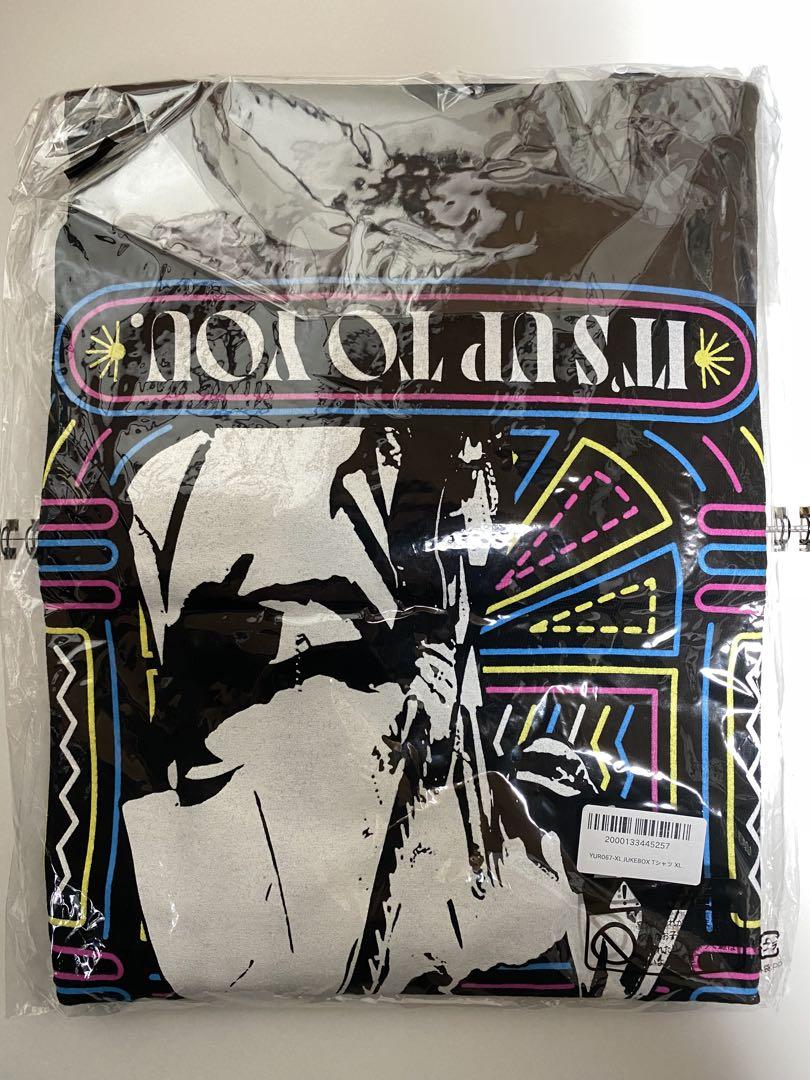 IT'S UP TO YOU.
2000133445257
YUR067-XL JUKEBOX Tシャツ XL